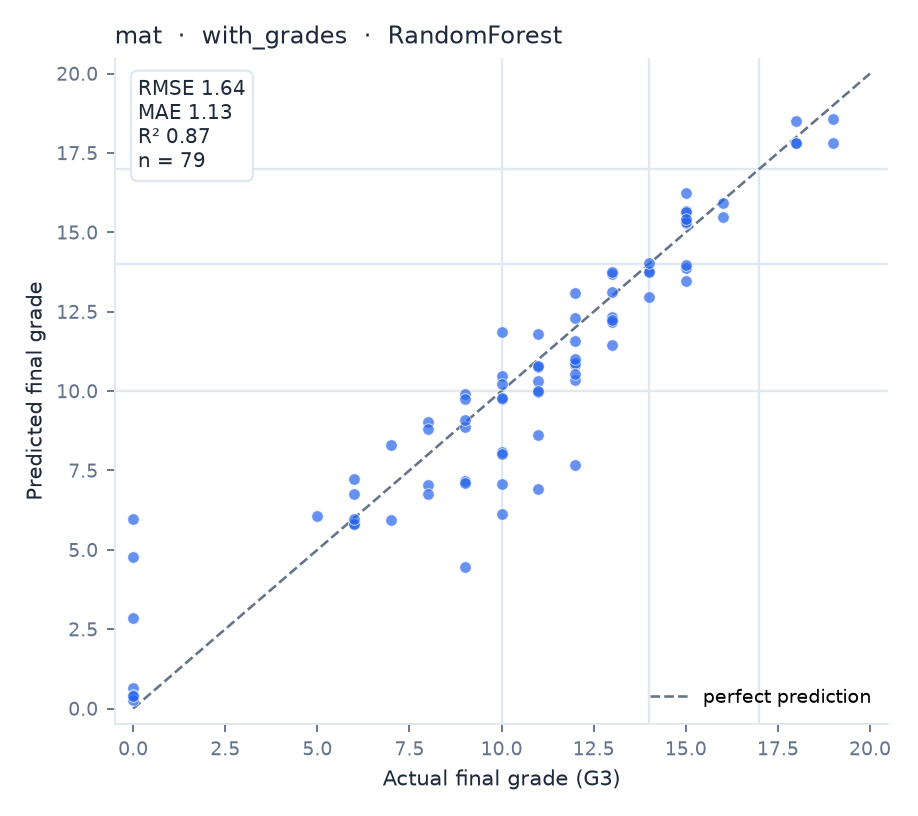 mat · with_grades · RandomForest
RMSE 1.64
MAE 1.13
R² 0.87
n = 79
Predicted final grade
20.0
17.5
15.0
12.5
10.0
7.5
5.0
2.5
0.0
perfect prediction
0.0 2.5 5.0 7.5 10.0 12.5 15.0 17.5 20.0
Actual final grade (G3)